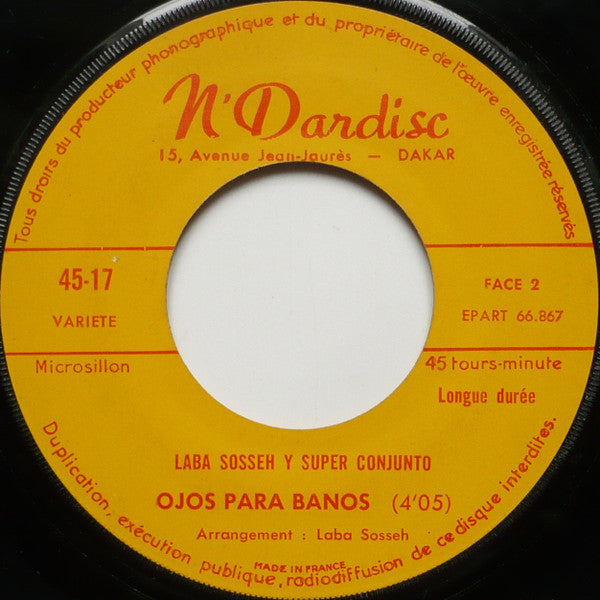 Tous droits du producteur phonographique et du propriétaire de l'œuvre enregistrée réservés
N'Dardisc
15, Avenue Jean-Jaurès — DAKAR
45-17
VARIETE
FACE 2
EPART 66.867
Microsillon
45 tours-minute
Longue durée
LABA SOSSEH Y SUPER CONJUNTO
OJOS PARA BANOS (4'05)
Arrangement : Laba Sosseh
MADE IN FRANCE
Duplication, exécution publique, radiodiffusion de ce disque interdites.